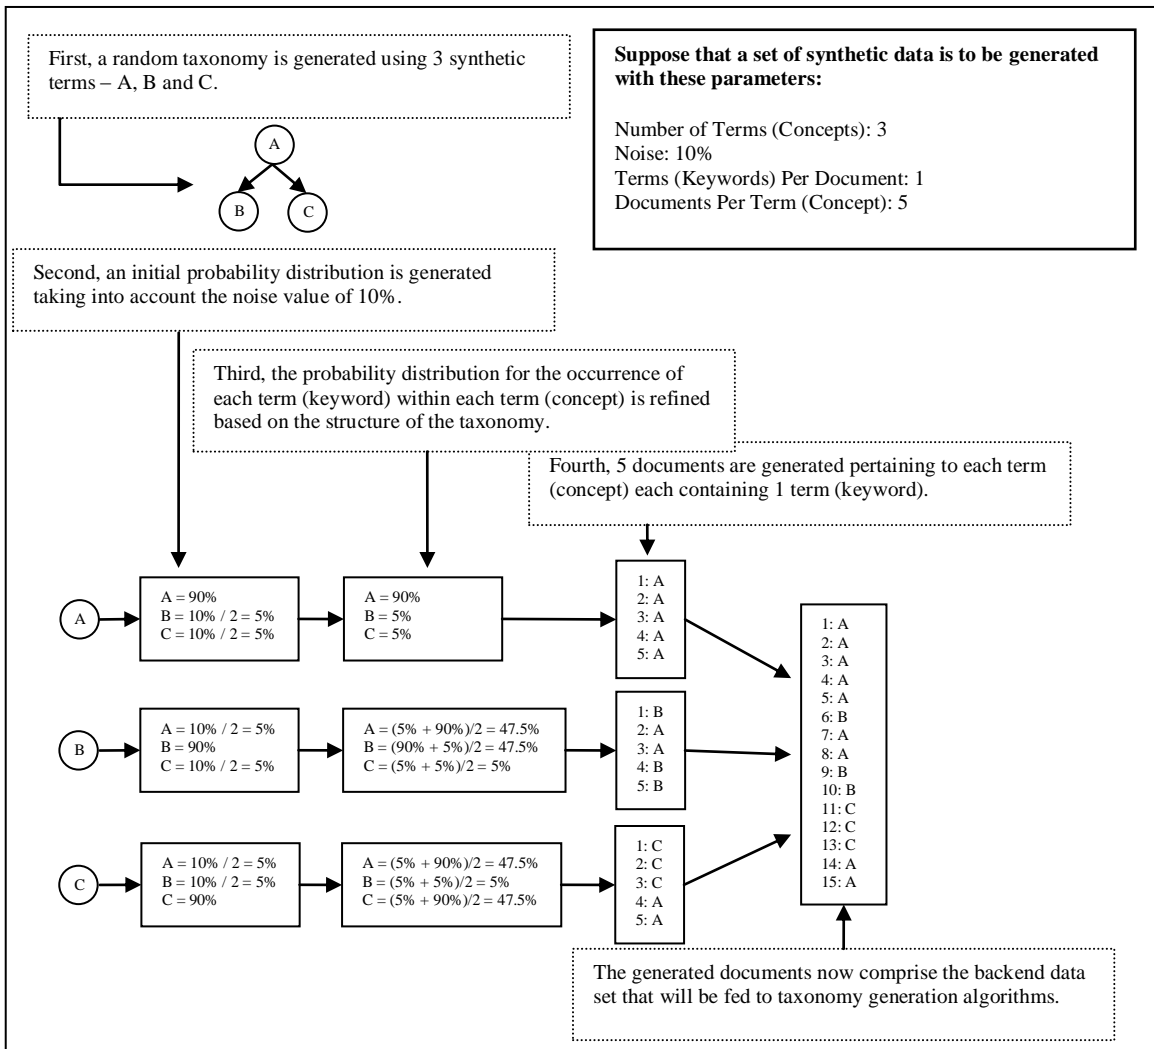 First, a random taxonomy is generated using 3 synthetic
terms – A, B and C.
Suppose that a set of synthetic data is to be generated
with these parameters:
Number of Terms (Concepts): 3
Noise: 10%
Terms (Keywords) Per Document: 1
Documents Per Term (Concept): 5
A
B
C
Second, an initial probability distribution is generated
taking into account the noise value of 10%.
Third, the probability distribution for the occurrence of
each term (keyword) within each term (concept) is refined
based on the structure of the taxonomy.
Fourth, 5 documents are generated pertaining to each term
(concept) each containing 1 term (keyword).
A
A = 90%
B = 10% / 2 = 5%
C = 10% / 2 = 5%
A = 90%
B = 5%
C = 5%
1: A
2: A
3: A
4: A
5: A
B
A = 10% / 2 = 5%
B = 90%
C = 10% / 2 = 5%
A = (5% + 90%)/2 = 47.5%
B = (90% + 5%)/2 = 47.5%
C = (5% + 5%)/2 = 5%
1: B
2: A
3: A
4: B
5: B
C
A = 10% / 2 = 5%
B = 10% / 2 = 5%
C = 90%
A = (5% + 90%)/2 = 47.5%
B = (5% + 5%)/2 = 5%
C = (5% + 90%)/2 = 47.5%
1: C
2: C
3: C
4: A
5: A
1: A
2: A
3: A
4: A
5: A
6: B
7: A
8: A
9: B
10: B
11: C
12: C
13: C
14: A
15: A
The generated documents now comprise the backend data
set that will be fed to taxonomy generation algorithms.